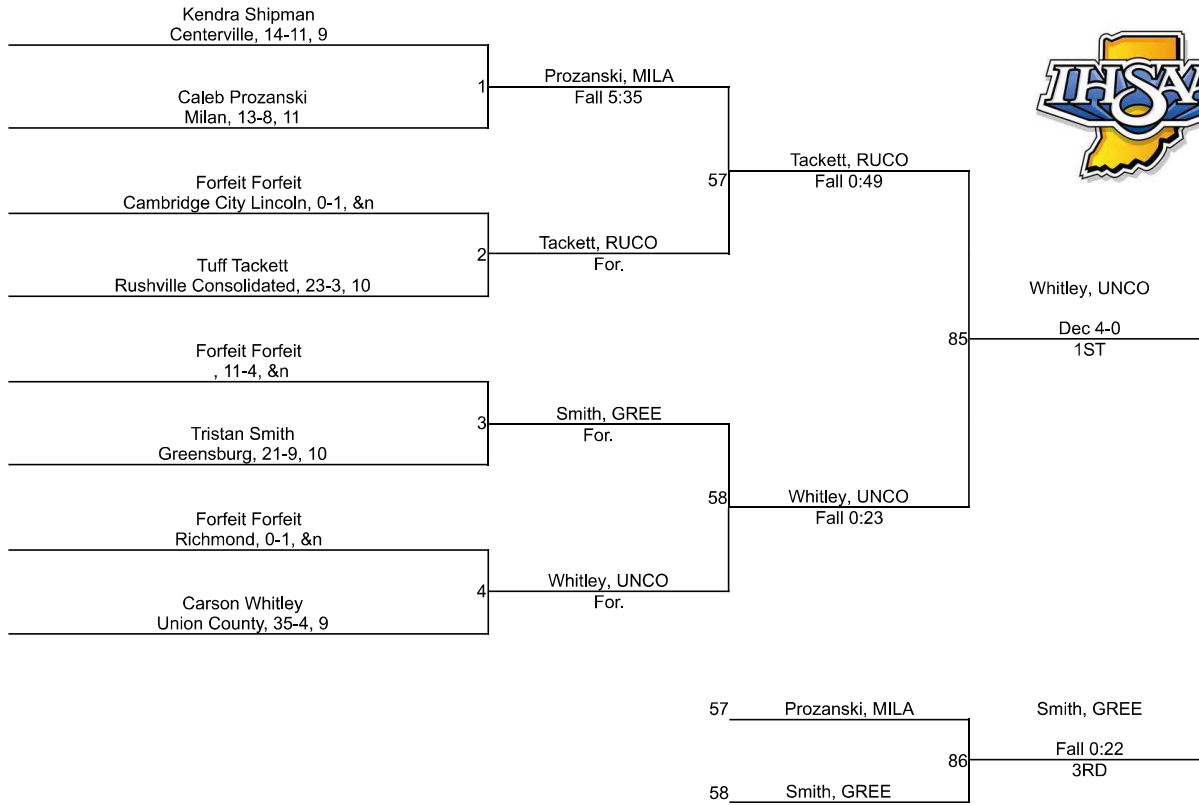 Kendra Shipman
Centerville, 14-11, 9
Caleb Prozanski
Milan, 13-8, 11
1
Prozanski, MILA
Fall 5:35
Forfeit Forfeit
Cambridge City Lincoln, 0-1, &n
Tuff Tackett
Rushville Consolidated, 23-3, 10
2
Tackett, RUCO
For.
57
Tackett, RUCO
Fall 0:49
Forfeit Forfeit
, 11-4, &n
Tristan Smith
Greensburg, 21-9, 10
3
Smith, GREE
For.
Forfeit Forfeit
Richmond, 0-1, &n
Carson Whitley
Union County, 35-4, 9
4
Whitley, UNCO
For.
58
Whitley, UNCO
Fall 0:23
85
Whitley, UNCO
Dec 4-0
1ST
IHSAA
57
Prozanski, MILA
58
Smith, GREE
86
Smith, GREE
Fall 0:22
3RD